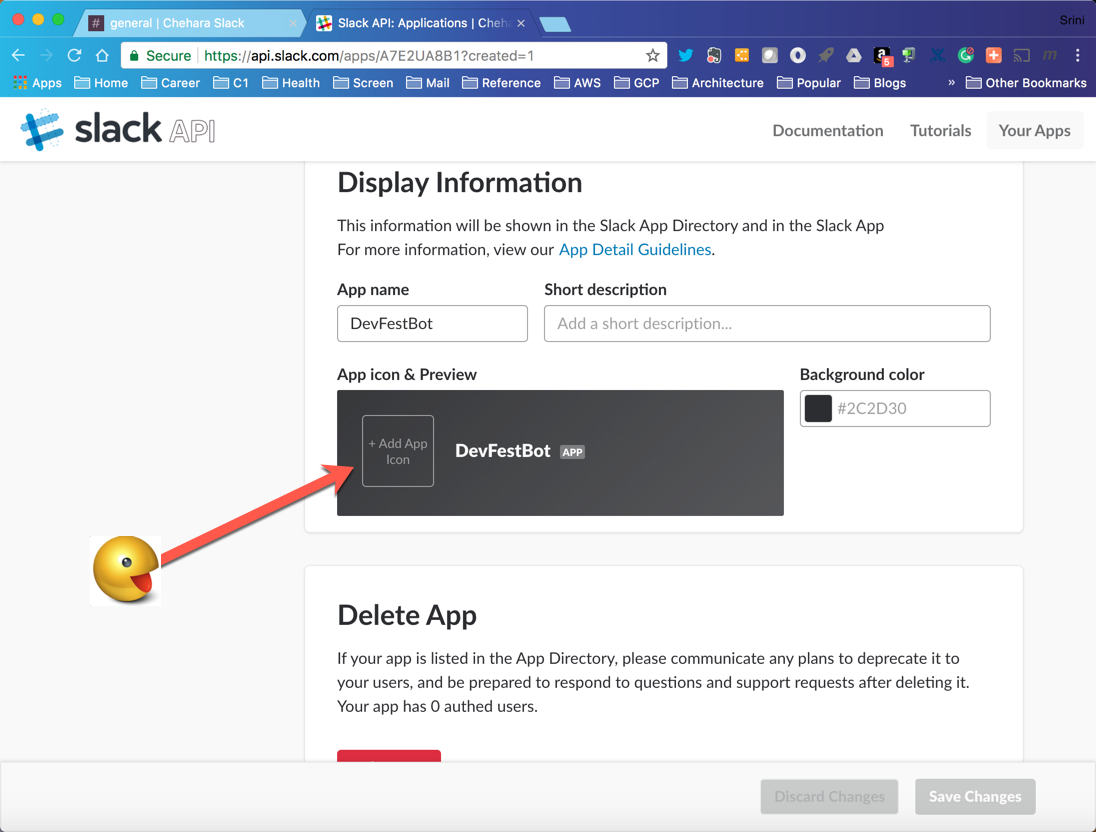 Srini
general | Chehara Slack
Slack API: Applications | Cheh
Secure https://api.slack.com/apps/A7E2UA8B1?created=1
5
Apps Home Career C1 Health Screen Mail Reference AWS GCP Architecture Popular Blogs » Other Bookmarks
slack API
Documentation Tutorials Your Apps
Display Information
This information will be shown in the Slack App Directory and in the Slack App
For more information, view our App Detail Guidelines.
App name Short description
DevFestBot Add a short description...
App icon & Preview Background color
#2C2D30
+ Add App
Icon
DevFestBot APP
Delete App
If your app is listed in the App Directory, please communicate any plans to deprecate it to
your users, and be prepared to respond to questions and support requests after deleting it.
Your app has 0 authed users.
Discard Changes Save Changes